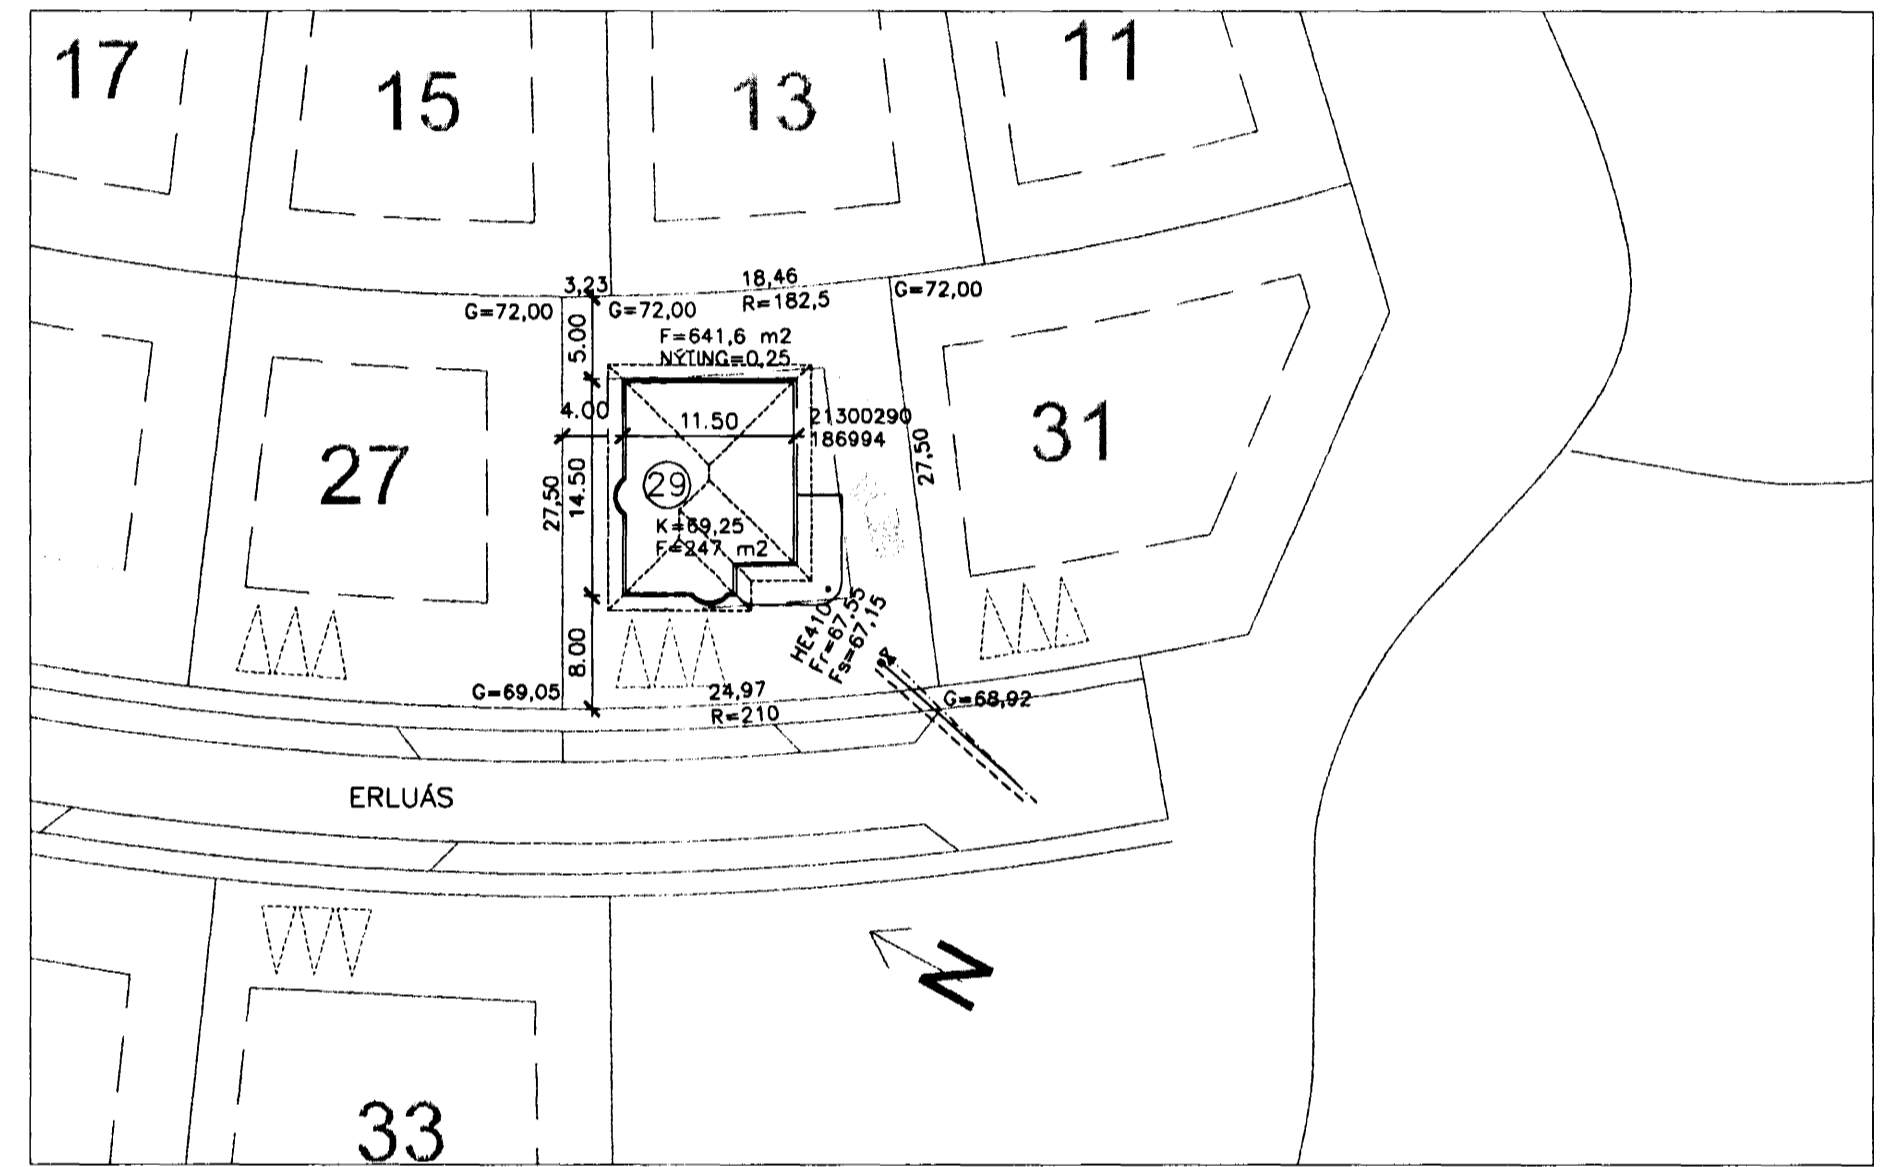 17
15
13
11
3,23
18,46
G=72,00
G=72,00
R=182,5
G=72,00
F=641,6 m2
NÝTING=0,25
5.00
4.00
11.50
21300290
186994
27
31
27,50
14.50
27,50
29
K=69,25
F=247 m2
HE410
Fr=67,55
Fs=67,15
8.00
G=69,05
24,97
G=68,92
R=210
ERLUÁS
N
33